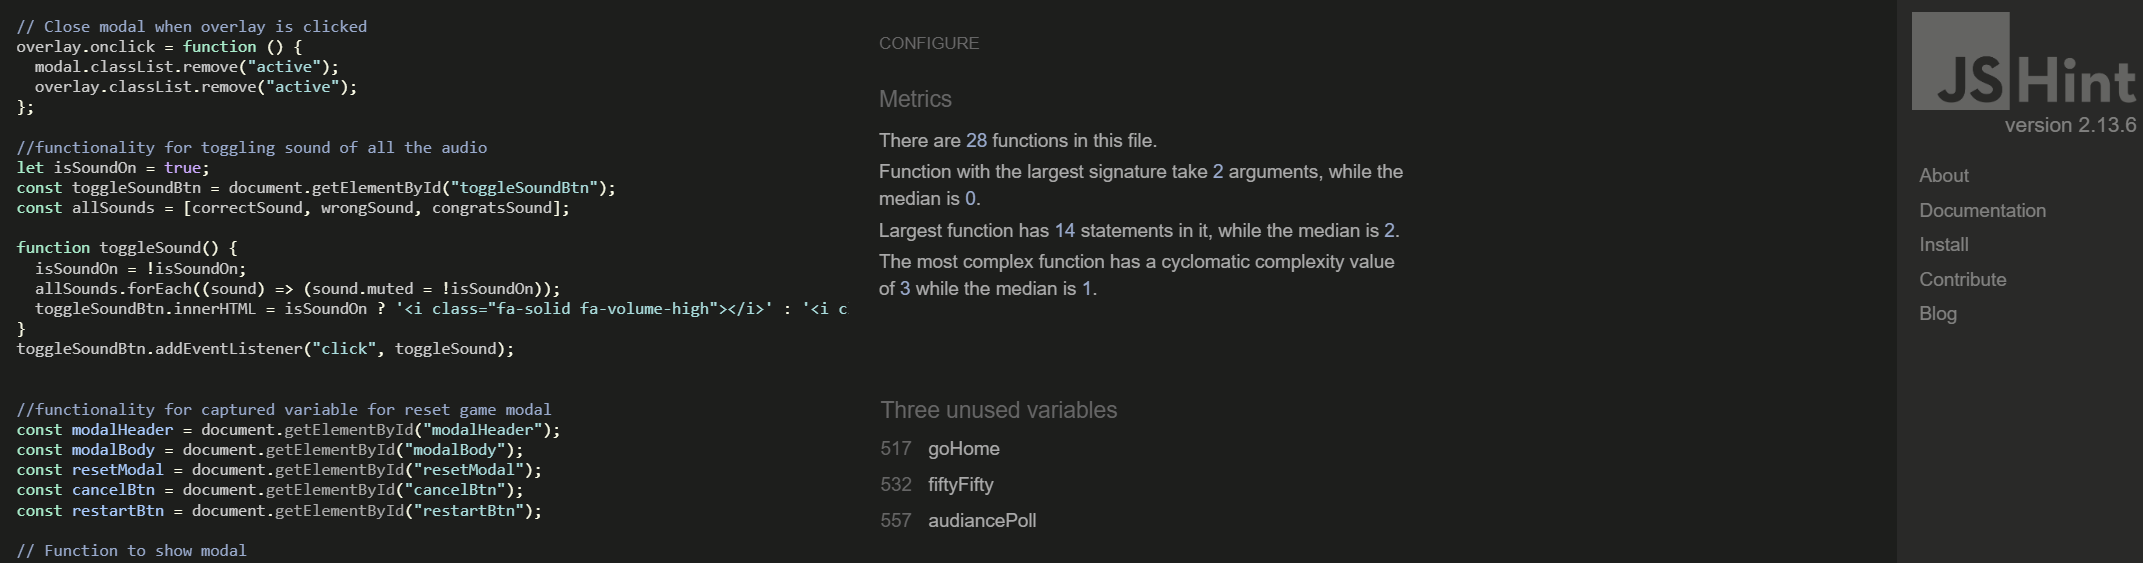 // Close modal when overlay is clicked
overlay.onclick = function () {
  modal.classList.remove("active");
  overlay.classList.remove("active");
};
//functionality for toggling sound of all the audio
let isSoundOn = true;
const toggleSoundBtn = document.getElementById("toggleSoundBtn");
const allSounds = [correctSound, wrongSound, congratsSound];
function toggleSound() {
  isSoundOn = !isSoundOn;
  allSounds.forEach((sound) => (sound.muted = !isSoundOn));
  toggleSoundBtn.innerHTML = isSoundOn ? '<i class="fa-solid fa-volume-high"></i>' : '<i c
}
toggleSoundBtn.addEventListener("click", toggleSound);
//functionality for captured variable for reset game modal
const modalHeader = document.getElementById("modalHeader");
const modalBody = document.getElementById("modalBody");
const resetModal = document.getElementById("resetModal");
const cancelBtn = document.getElementById("cancelBtn");
const restartBtn = document.getElementById("restartBtn");
// Function to show modal
CONFIGURE
Metrics
There are 28 functions in this file.
Function with the largest signature take 2 arguments, while the
median is 0.
Largest function has 14 statements in it, while the median is 2.
The most complex function has a cyclomatic complexity value
of 3 while the median is 1.
Three unused variables
517 goHome
532 fiftyFifty
557 audiancePoll
JSHint
version 2.13.6
About
Documentation
Install
Contribute
Blog